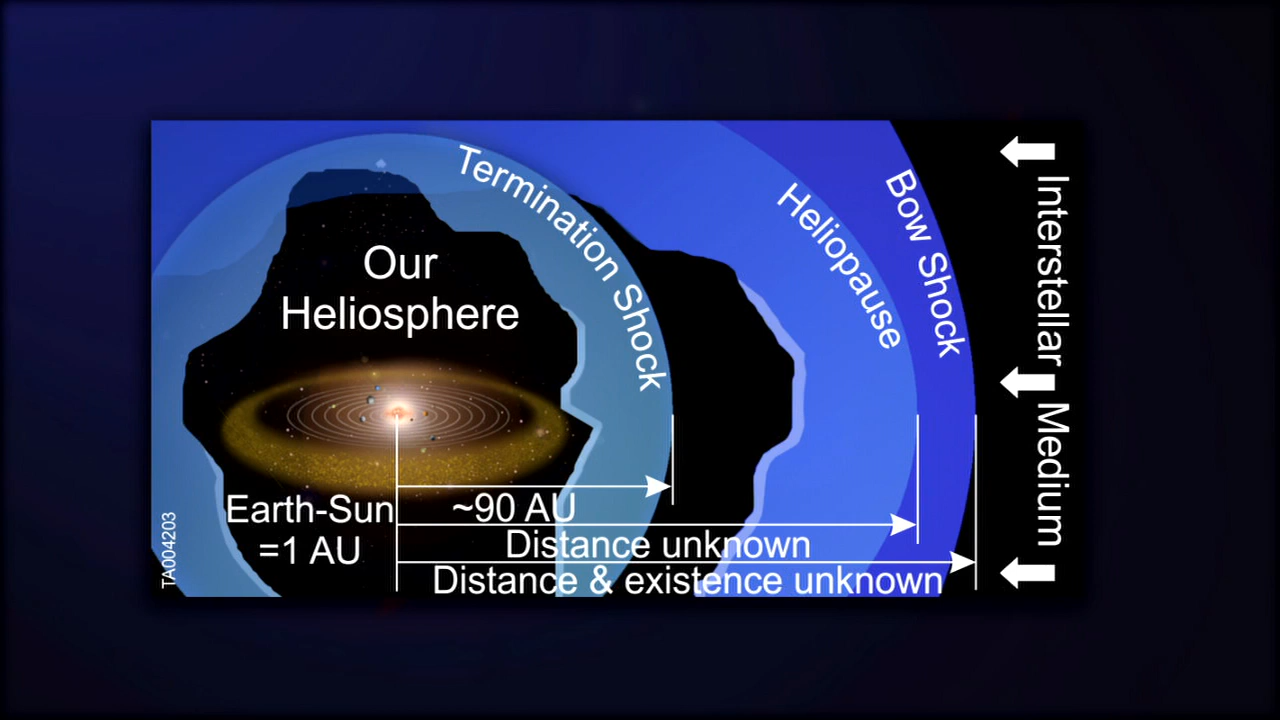 Our
Heliosphere
Termination Shock
Heliopause
Bow Shock
Interstellar Medium
Earth-Sun
=1 AU
~90 AU
Distance unknown
Distance & existence unknown
TA004203